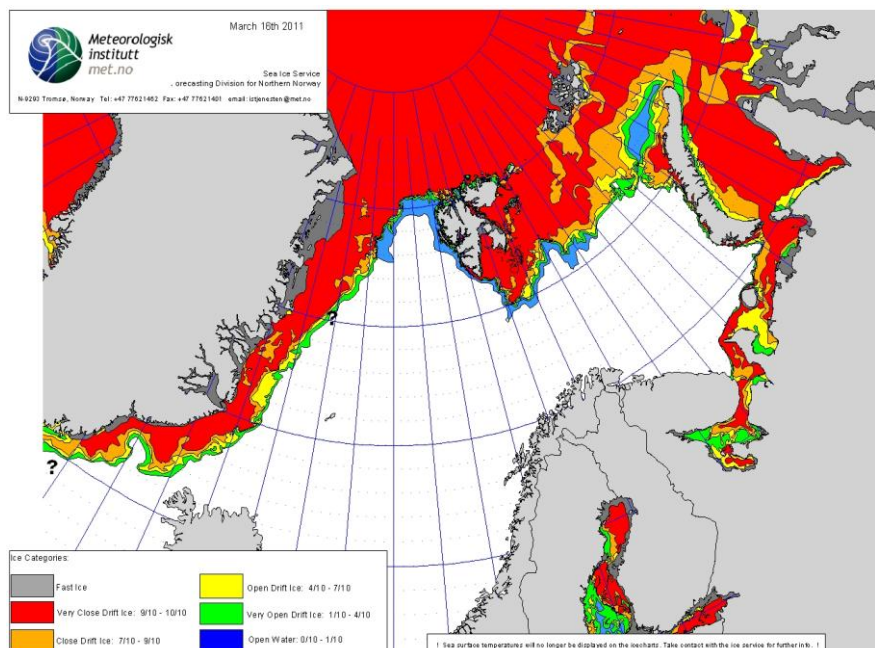 March 16th 2011
Meteorologisk
institutt
met.no
Sea Ice Service
. orecasting Division for Northern Norway
N-9293 Tromsø, Norway Tel: +47 77621462 Fax: +47 77621401 email: istjenesten@met.no
?
?
Ice Categories:
Fast Ice
Open Drift Ice: 4/10 - 7/10
Very Close Drift Ice: 9/10 - 10/10
Very Open Drift Ice: 1/10 - 4/10
Close Drift Ice: 7/10 - 9/10
Open Water: 0/10 - 1/10
! Sea surface temperatures will no longer be displayed on the icecharts. Take contact with the ice service for further info. !